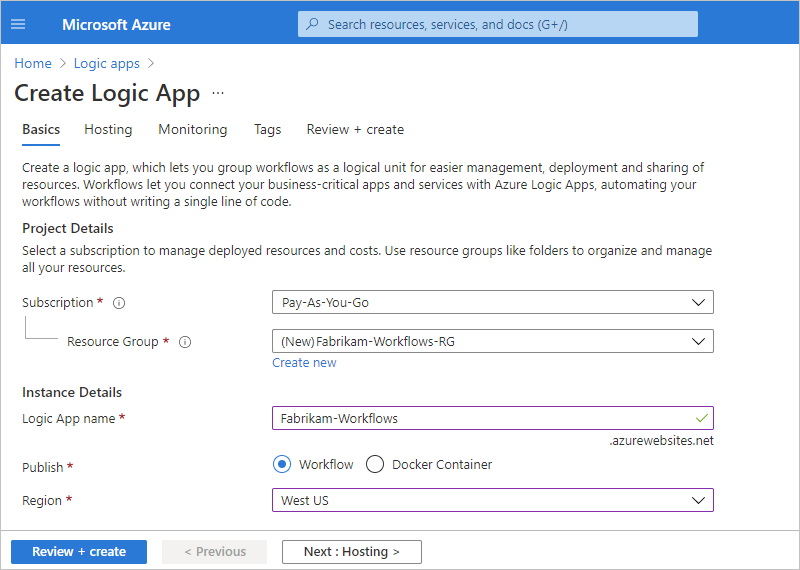 Microsoft Azure
Search resources, services, and docs (G+/)
Home > Logic apps >
Create Logic App ...
Basics Hosting Monitoring Tags Review + create
Create a logic app, which lets you group workflows as a logical unit for easier management, deployment and sharing of
resources. Workflows let you connect your business-critical apps and services with Azure Logic Apps, automating your
workflows without writing a single line of code.
Project Details
Select a subscription to manage deployed resources and costs. Use resource groups like folders to organize and manage
all your resources.
Subscription * Pay-As-You-Go
Resource Group * (New)Fabrikam-Workflows-RG
Create new
Instance Details
Logic App name * Fabrikam-Workflows
.azurewebsites.net
Publish * Workflow Docker Container
Region * West US
Review + create < Previous Next : Hosting >